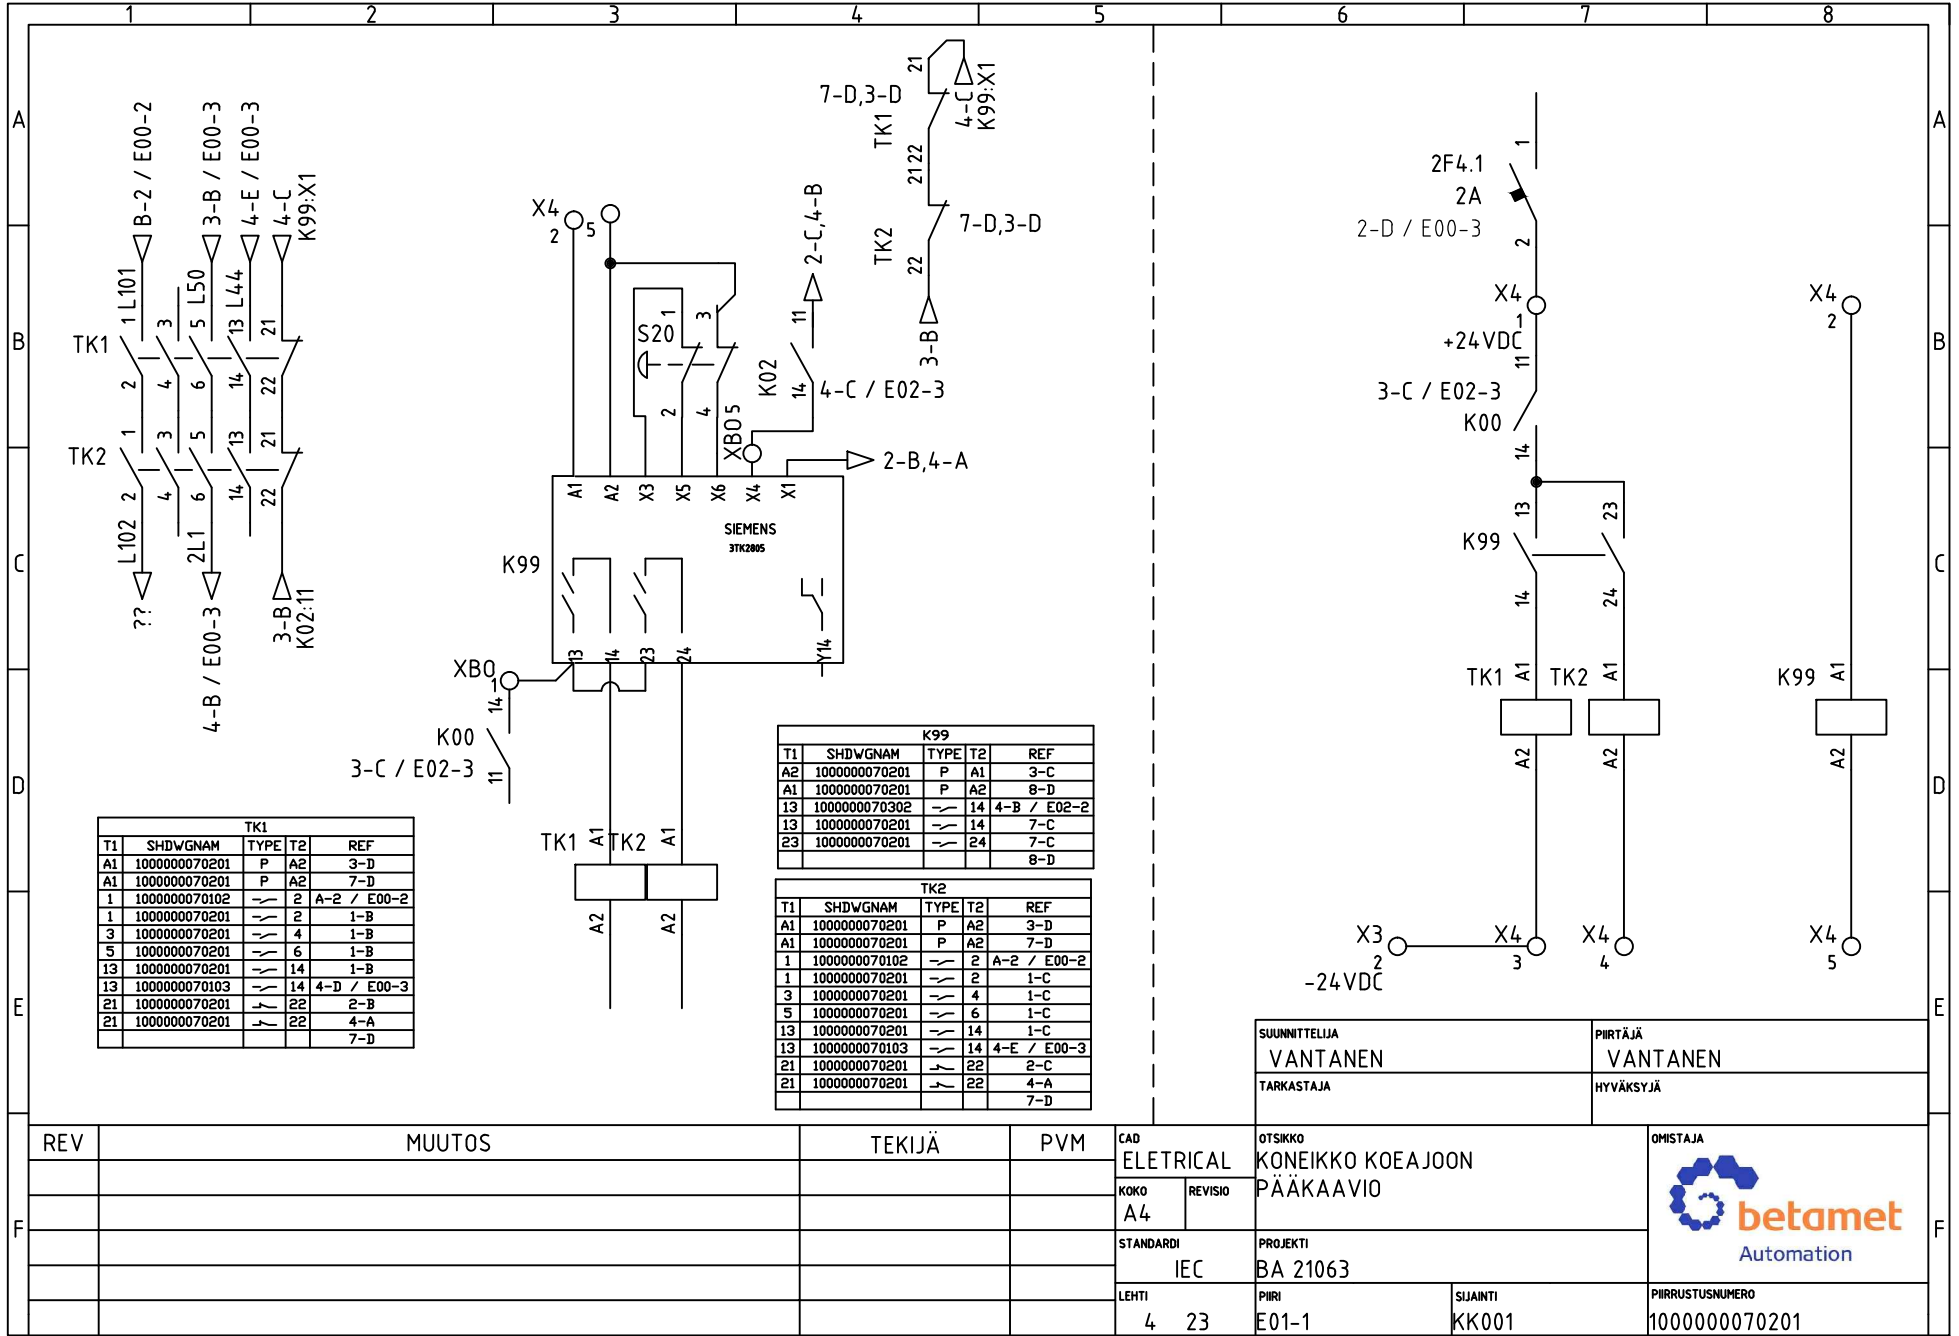 1 2 3 4 5 6 7 8
A A
B B
C C
D D
E E
F F
B-2 / E00-2
3-B / E00-3
4-E / E00-3
4-C
K99:X1
L101
L50
L44
TK1
1 2
3 4
5 6
13 14
21 22
TK2
1 2
3 4
5 6
13 14
21 22
L102
2L1
??
4-B / E00-3
3-B
K02:11
X4
2
5
S20
1 2
3 4
K02
11
14
2-C,4-B
4-C / E02-3
XB0
5
2-B,4-A
A1 A2 X3 X5 X6 X4 X1
SIEMENS
3TK2805
K99
13 14 23 24 Y14
XB0
1
K00
14
11
3-C / E02-3
TK1 A1 A2
TK2 A1 A2
21
7-D,3-D
TK1
22
4-C
K99:X1
21
TK2
22
7-D,3-D
3-B
2F4.1
2A
2-D / E00-3
1
2
X4
1
+24VDC
11
3-C / E02-3
K00
14
K99
13 14
23 24
TK1 A1 A2
TK2 A1 A2
X3
2
-24VDC
X4
3
X4
4
X4
2
K99 A1 A2
X4
5
TK1
T1 SHDWGNAM TYPE T2 REF
A1 1000000070201 P A2 3-D
A1 1000000070201 P A2 7-D
1 1000000070102 2 A-2 / E00-2
1 1000000070201 2 1-B
3 1000000070201 4 1-B
5 1000000070201 6 1-B
13 1000000070201 14 1-B
13 1000000070103 14 4-D / E00-3
21 1000000070201 22 2-B
21 1000000070201 22 4-A
7-D
K99
T1 SHDWGNAM TYPE T2 REF
A2 1000000070201 P A1 3-C
A1 1000000070201 P A2 8-D
13 1000000070302 14 4-B / E02-2
13 1000000070201 14 7-C
23 1000000070201 24 7-C
8-D
TK2
T1 SHDWGNAM TYPE T2 REF
A1 1000000070201 P A2 3-D
A1 1000000070201 P A2 7-D
1 1000000070102 2 A-2 / E00-2
1 1000000070201 2 1-C
3 1000000070201 4 1-C
5 1000000070201 6 1-C
13 1000000070201 14 1-C
13 1000000070103 14 4-E / E00-3
21 1000000070201 22 2-C
21 1000000070201 22 4-A
7-D
SUUNNITTELIJA
VANTANEN
PIIRTÄJÄ
VANTANEN
TARKASTAJA
HYVÄKSYJÄ
REV MUUTOS TEKIJÄ PVM
CAD
ELETRICAL
KOKO
A4
REVISIO
STANDARDI
IEC
LEHTI
4 23
OTSIKKO
KONEIKKO KOEAJOON
PÄÄKAAVIO
PROJEKTI
BA 21063
PIIRI
E01-1
SIJAINTI
KK001
OMISTAJA
betamet
Automation
PIIRRUSTUSNUMERO
1000000070201